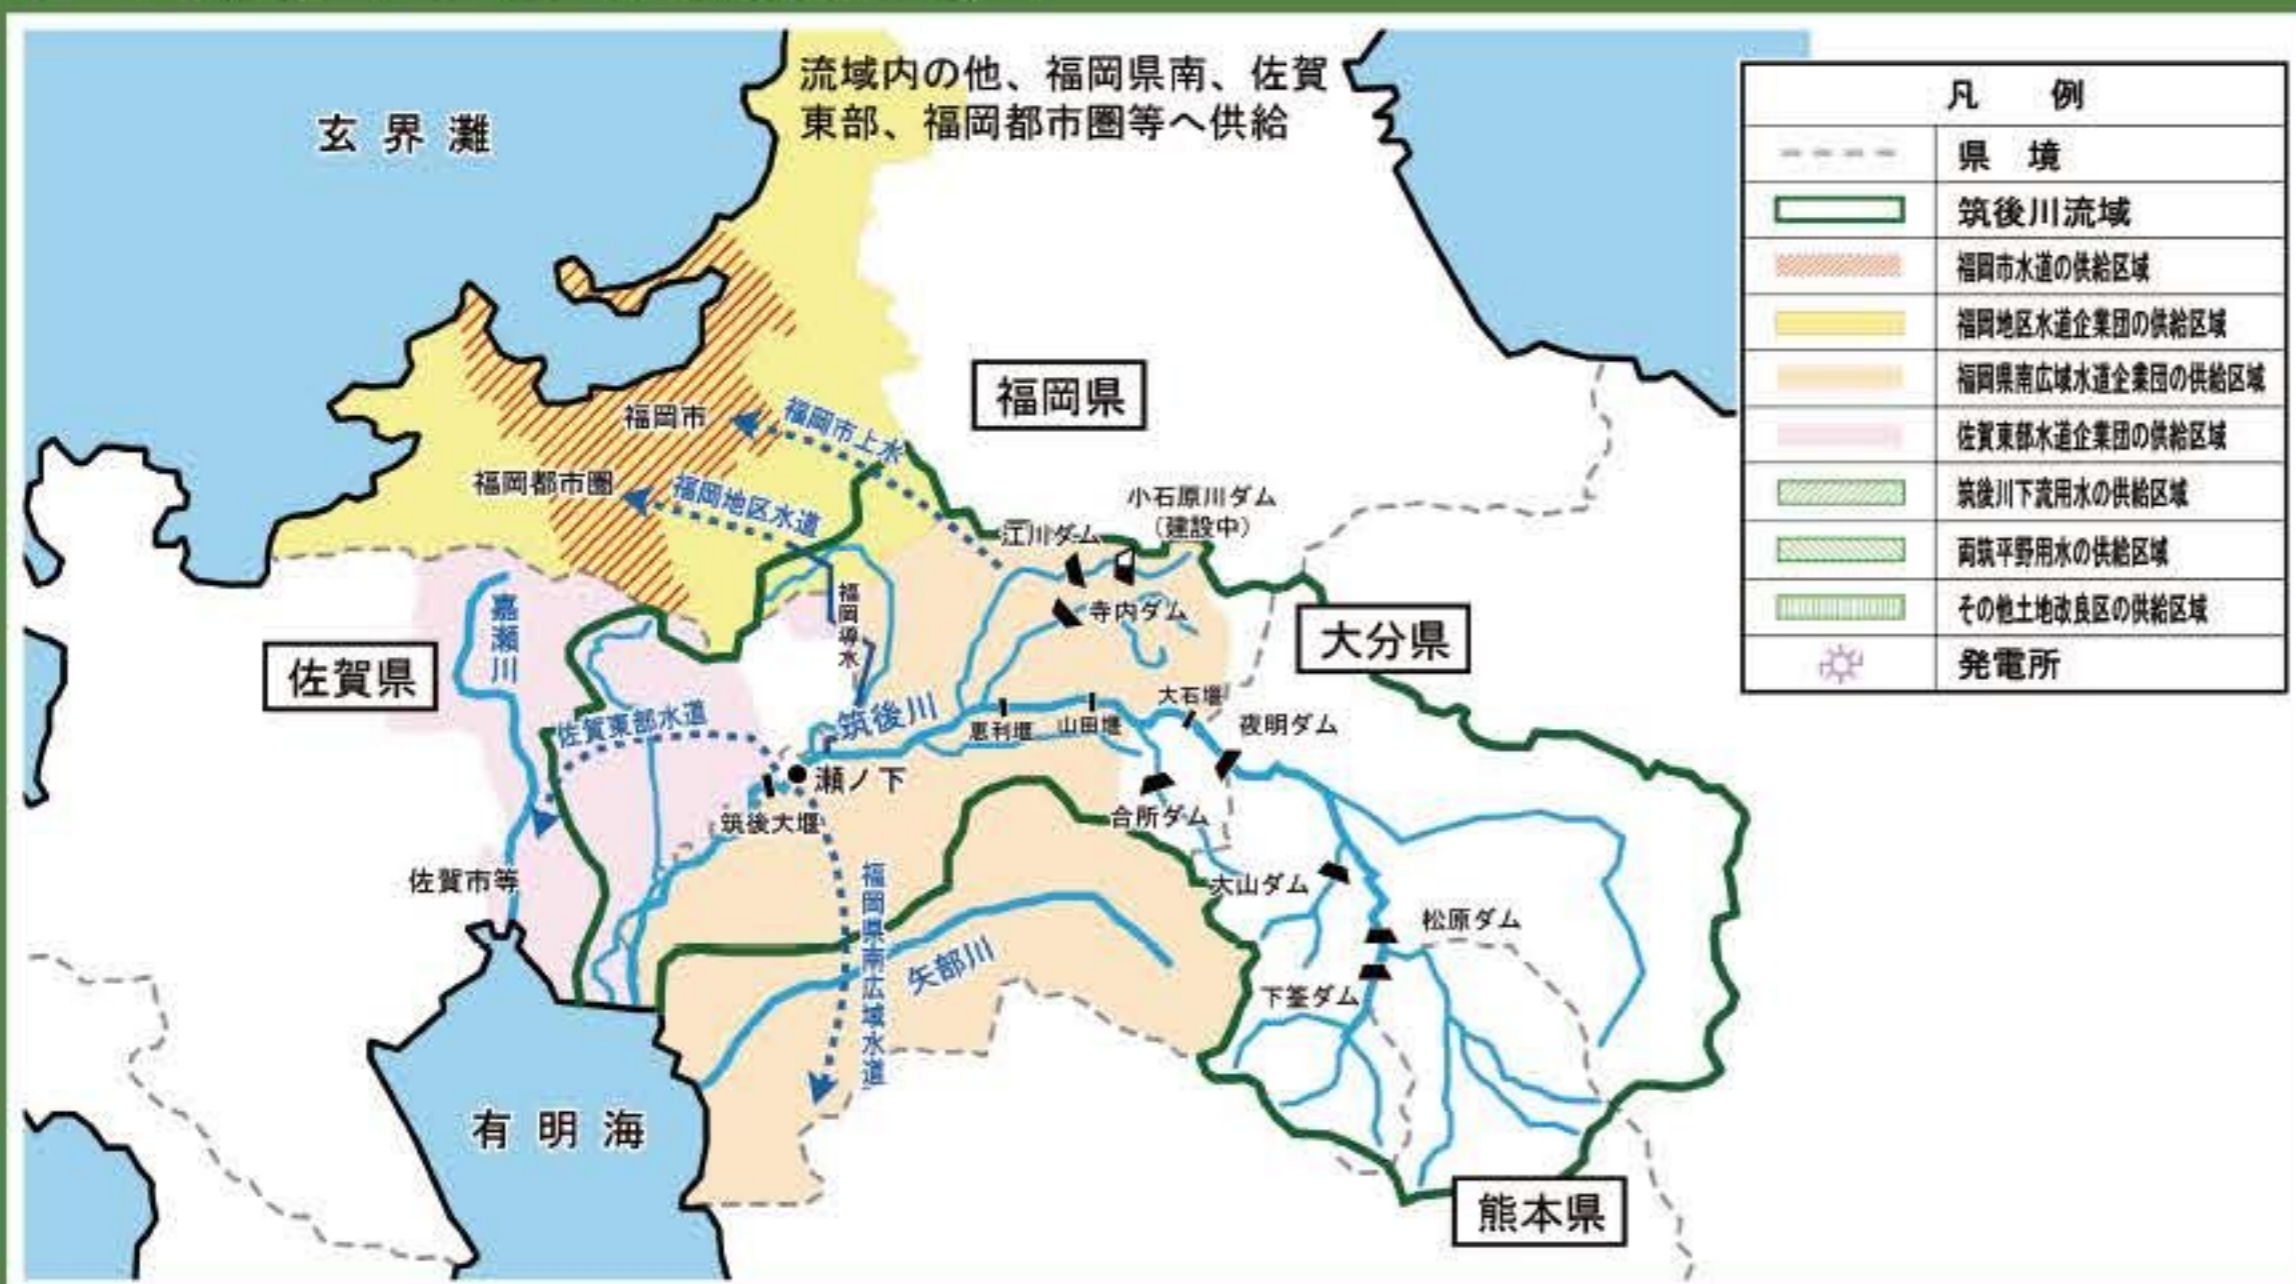 流域内の他、福岡県南、佐賀
東部、福岡都市圏等へ供給
玄界灘
凡 例
県 境
筑後川流域
福岡市水道の供給区域
福岡地区水道企業団の供給区域
福岡県南広域水道企業団の供給区域
佐賀東部水道企業団の供給区域
筑後川下流用水の供給区域
両筑平野用水の供給区域
その他土地改良区の供給区域
発電所
福岡県
福岡市
福岡市上水
福岡都市圏
福岡地区水道
小石原川ダム
(建設中)
江川ダム
寺内ダム
福岡導水
嘉瀬川
佐賀県
大分県
佐賀東部水道
筑後川
恵利堰
山田堰
大石堰
夜明ダム
瀬ノ下
筑後大堰
合所ダム
佐賀市等
福岡県南広域水道
大山ダム
松原ダム
矢部川
下筌ダム
有明海
熊本県